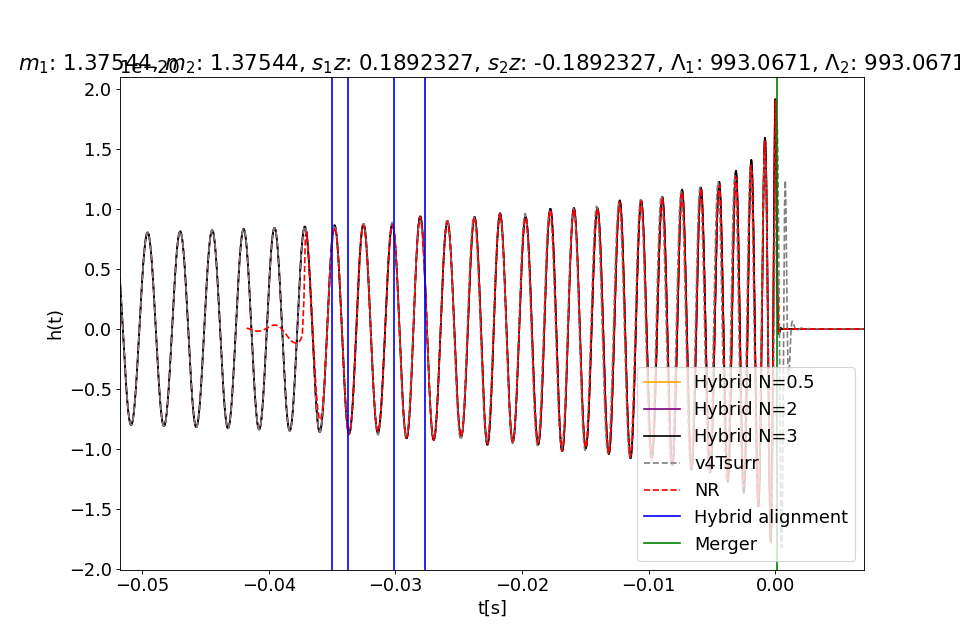 m₁: 1.37544, m₂: 1.37544, s₁z: 0.1892327, s₂z: -0.1892327, Λ₁: 993.0671, Λ₂: 993.0671
1e−20
2.0
1.5
1.0
0.5
0.0
−0.5
−1.0
−1.5
−2.0
h(t)
−0.05
−0.04
−0.03
−0.02
−0.01
0.00
t[s]
Hybrid N=0.5
Hybrid N=2
Hybrid N=3
v4Tsurr
NR
Hybrid alignment
Merger